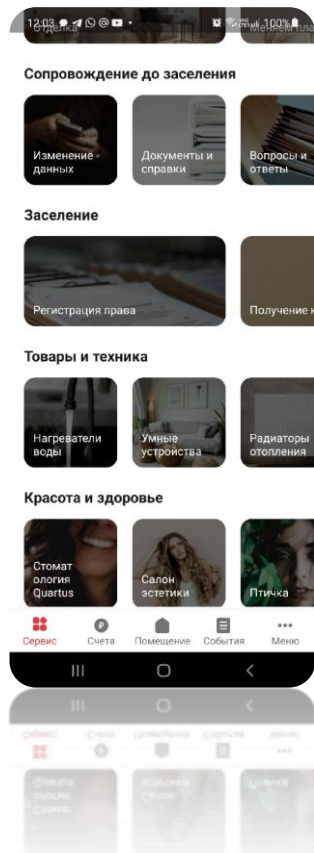 12:03
100%
Отделка
Сопровождение до заселения
Изменение
данных
Документы и
справки
Вопросы и
ответы
Заселение
Регистрация права
Получение к
Товары и техника
Нагреватели
воды
Умные
устройства
Радиаторы
отопления
Красота и здоровье
Стомат
ология
Quartus
Салон
эстетики
Птичка
Сервис
Счета
Помещение
События
Меню